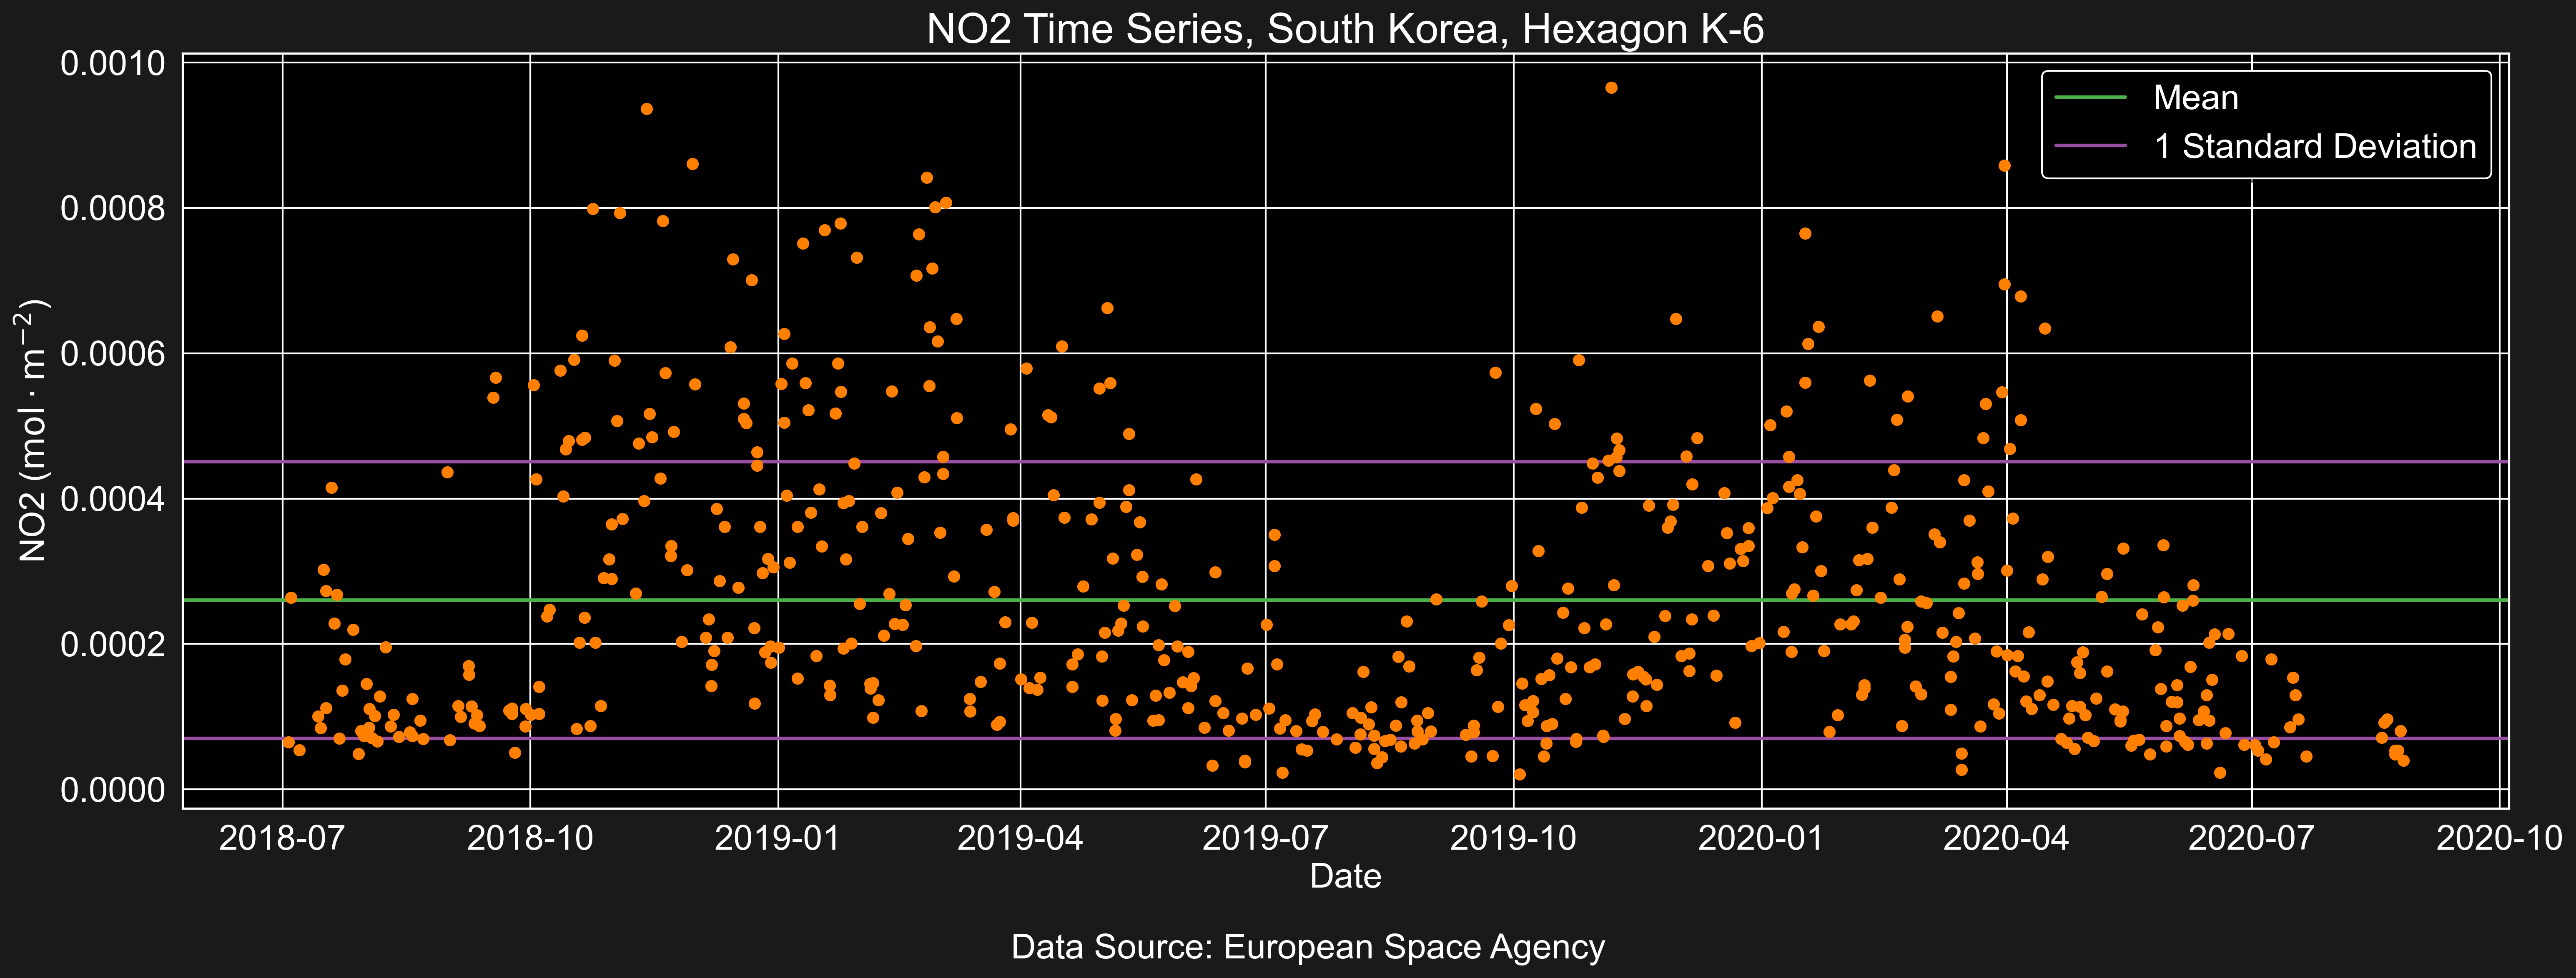 NO2 Time Series, South Korea, Hexagon K-6
0.0010
0.0008
0.0006
0.0004
0.0002
0.0000
NO2 (mol · m⁻²)
Mean
1 Standard Deviation
2018-07 2018-10 2019-01 2019-04 2019-07 2019-10 2020-01 2020-04 2020-07 2020-10
Date
Data Source: European Space Agency